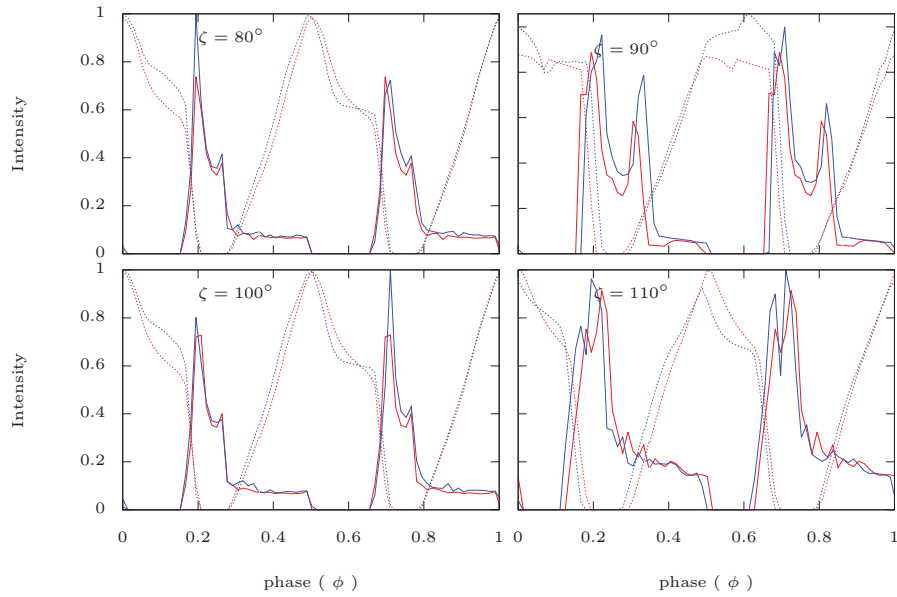 1
ζ = 80°
ζ = 90°
0.8
0.6
0.4
0.2
0
Intensity
1
ζ = 100°
ζ = 110°
0.8
0.6
0.4
0.2
0
Intensity
0 0.2 0.4 0.6 0.8 1
0 0.2 0.4 0.6 0.8 1
phase ( ϕ )
phase ( ϕ )